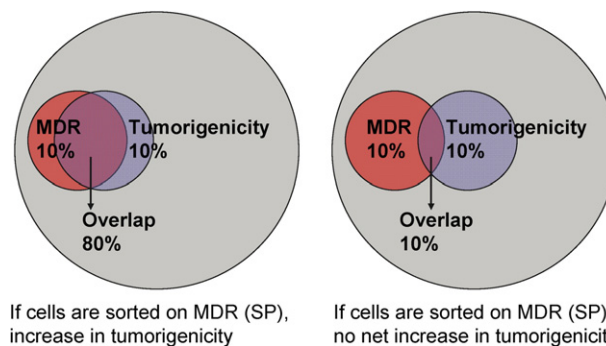 MDR
10%
Tumorigenicity
10%
Overlap
80%
If cells are sorted on MDR (SP),
increase in tumorigenicity
MDR
10%
Tumorigenicity
10%
Overlap
10%
If cells are sorted on MDR (SP)
no net increase in tumorigenicit